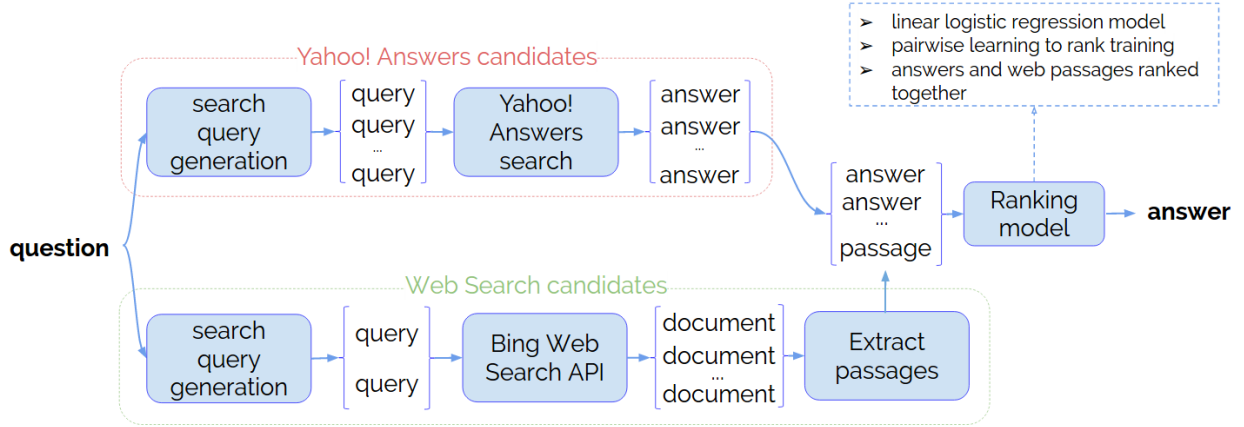 ➢ linear logistic regression model
➢ pairwise learning to rank training
➢ answers and web passages ranked
together
Yahoo! Answers candidates
search
query
generation
query
query
...
query
Yahoo!
Answers
search
answer
answer
...
answer
question
Web Search candidates
search
query
generation
query
query
Bing Web
Search API
document
document
...
document
Extract
passages
answer
answer
...
passage
Ranking
model
answer